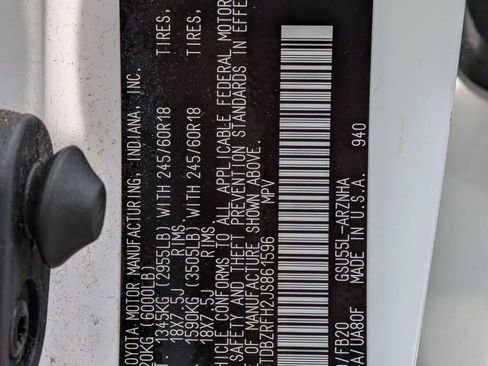 TOYOTA MOTOR MANUFACTURING, INDIANA, INC.
20KG (6000LB)
1345KG (2955LB) WITH 245/60R18 TIRES,
18X7.5J RIMS
1590KG (3505LB) WITH 245/60R18 TIRES,
18X7.5J RIMS
CONFORMS TO ALL APPLICABLE FEDERAL MOTOR
SAFETY AND THEFT PREVENTION STANDARDS IN EFFE
OF MANUFACTURE SHOWN ABOVE.
TDBZRFH2JS861596 MPV
/FB20 GSU55L-ARZNHA
A/UA80F MADE IN U.S.A. 940